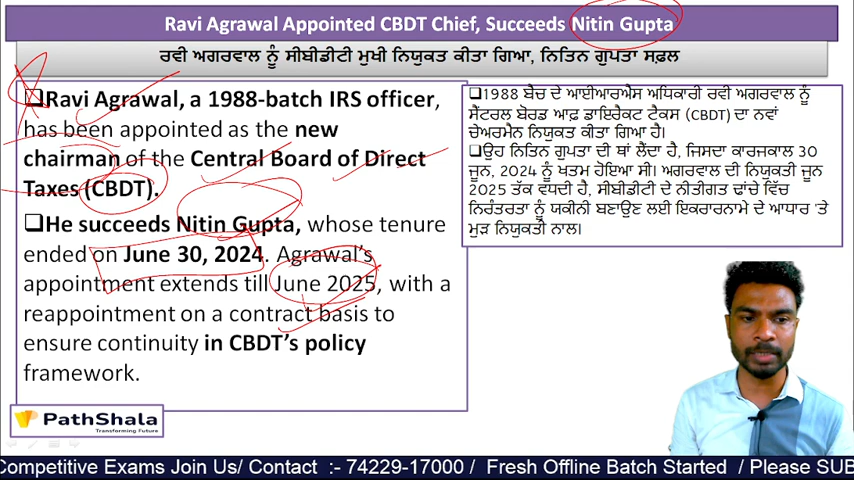 Ravi Agrawal Appointed CBDT Chief, Succeeds Nitin Gupta
ਰਵੀ ਅਗਰਵਾਲ ਨੂੰ ਸੀਬੀਡੀਟੀ ਮੁਖੀ ਨਿਯੁਕਤ ਕੀਤਾ ਗਿਆ, ਨਿਤਿਨ ਗੁਪਤਾ ਸਫ਼ਲ
Ravi Agrawal, a 1988-batch IRS officer,
has been appointed as the new
chairman of the Central Board of Direct
Taxes (CBDT).
He succeeds Nitin Gupta, whose tenure
ended on June 30, 2024. Agrawal's
appointment extends till June 2025, with a
reappointment on a contract basis to
ensure continuity in CBDT's policy
framework.
1988 ਬੈਚ ਦੇ ਆਈਆਰਐਸ ਅਧਿਕਾਰੀ ਰਵੀ ਅਗਰਵਾਲ ਨੂੰ
ਸੈਂਟਰਲ ਬੋਰਡ ਆਫ਼ ਡਾਇਰੈਕਟ ਟੈਕਸ (CBDT) ਦਾ ਨਵਾਂ
ਚੇਅਰਮੈਨ ਨਿਯੁਕਤ ਕੀਤਾ ਗਿਆ ਹੈ।
ਉਹ ਨਿਤਿਨ ਗੁਪਤਾ ਦੀ ਥਾਂ ਲੈਂਦਾ ਹੈ, ਜਿਸਦਾ ਕਾਰਜਕਾਲ 30
ਜੂਨ, 2024 ਨੂੰ ਖਤਮ ਹੋਇਆ ਸੀ। ਅਗਰਵਾਲ ਦੀ ਨਿਯੁਕਤੀ ਜੂਨ
2025 ਤੱਕ ਵਧਦੀ ਹੈ, ਸੀਬੀਡੀਟੀ ਦੇ ਨੀਤੀਗਤ ਢਾਂਚੇ ਵਿੱਚ
ਨਿਰੰਤਰਤਾ ਨੂੰ ਯਕੀਨੀ ਬਣਾਉਣ ਲਈ ਇਕਰਾਰਨਾਮੇ ਦੇ ਆਧਾਰ 'ਤੇ
ਮੁੜ ਨਿਯੁਕਤੀ ਨਾਲ।
PathShala
Transforming Future
Competitive Exams Join Us/ Contact :- 74229-17000 / Fresh Offline Batch Started / Please SUB